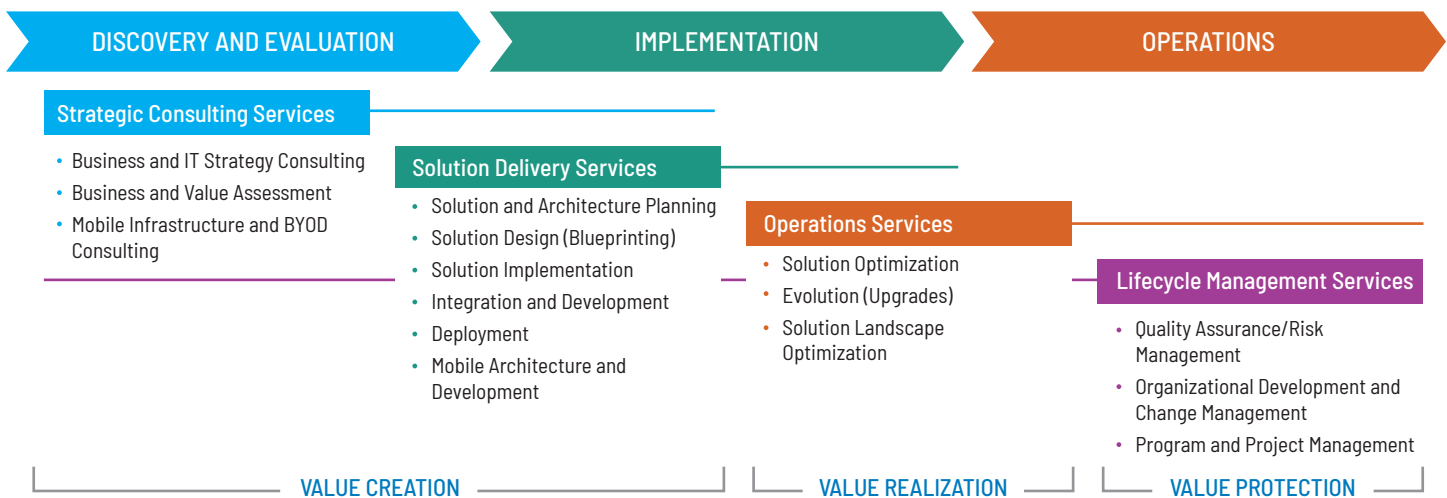 DISCOVERY AND EVALUATION
IMPLEMENTATION
OPERATIONS
Strategic Consulting Services
• Business and IT Strategy Consulting
• Business and Value Assessment
• Mobile Infrastructure and BYOD
Consulting
Solution Delivery Services
• Solution and Architecture Planning
• Solution Design (Blueprinting)
• Solution Implementation
• Integration and Development
• Deployment
• Mobile Architecture and
Development
Operations Services
• Solution Optimization
• Evolution (Upgrades)
• Solution Landscape
Optimization
Lifecycle Management Services
• Quality Assurance/Risk
Management
• Organizational Development and
Change Management
• Program and Project Management
VALUE CREATION
VALUE REALIZATION
VALUE PROTECTION